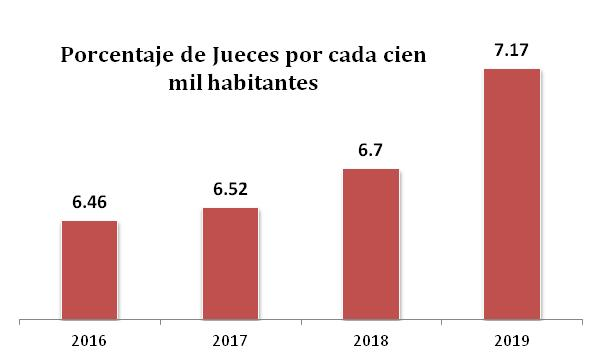 Porcentaje de Jueces por cada cien
mil habitantes
7.17
6.7
6.52
6.46
2016 2017 2018 2019